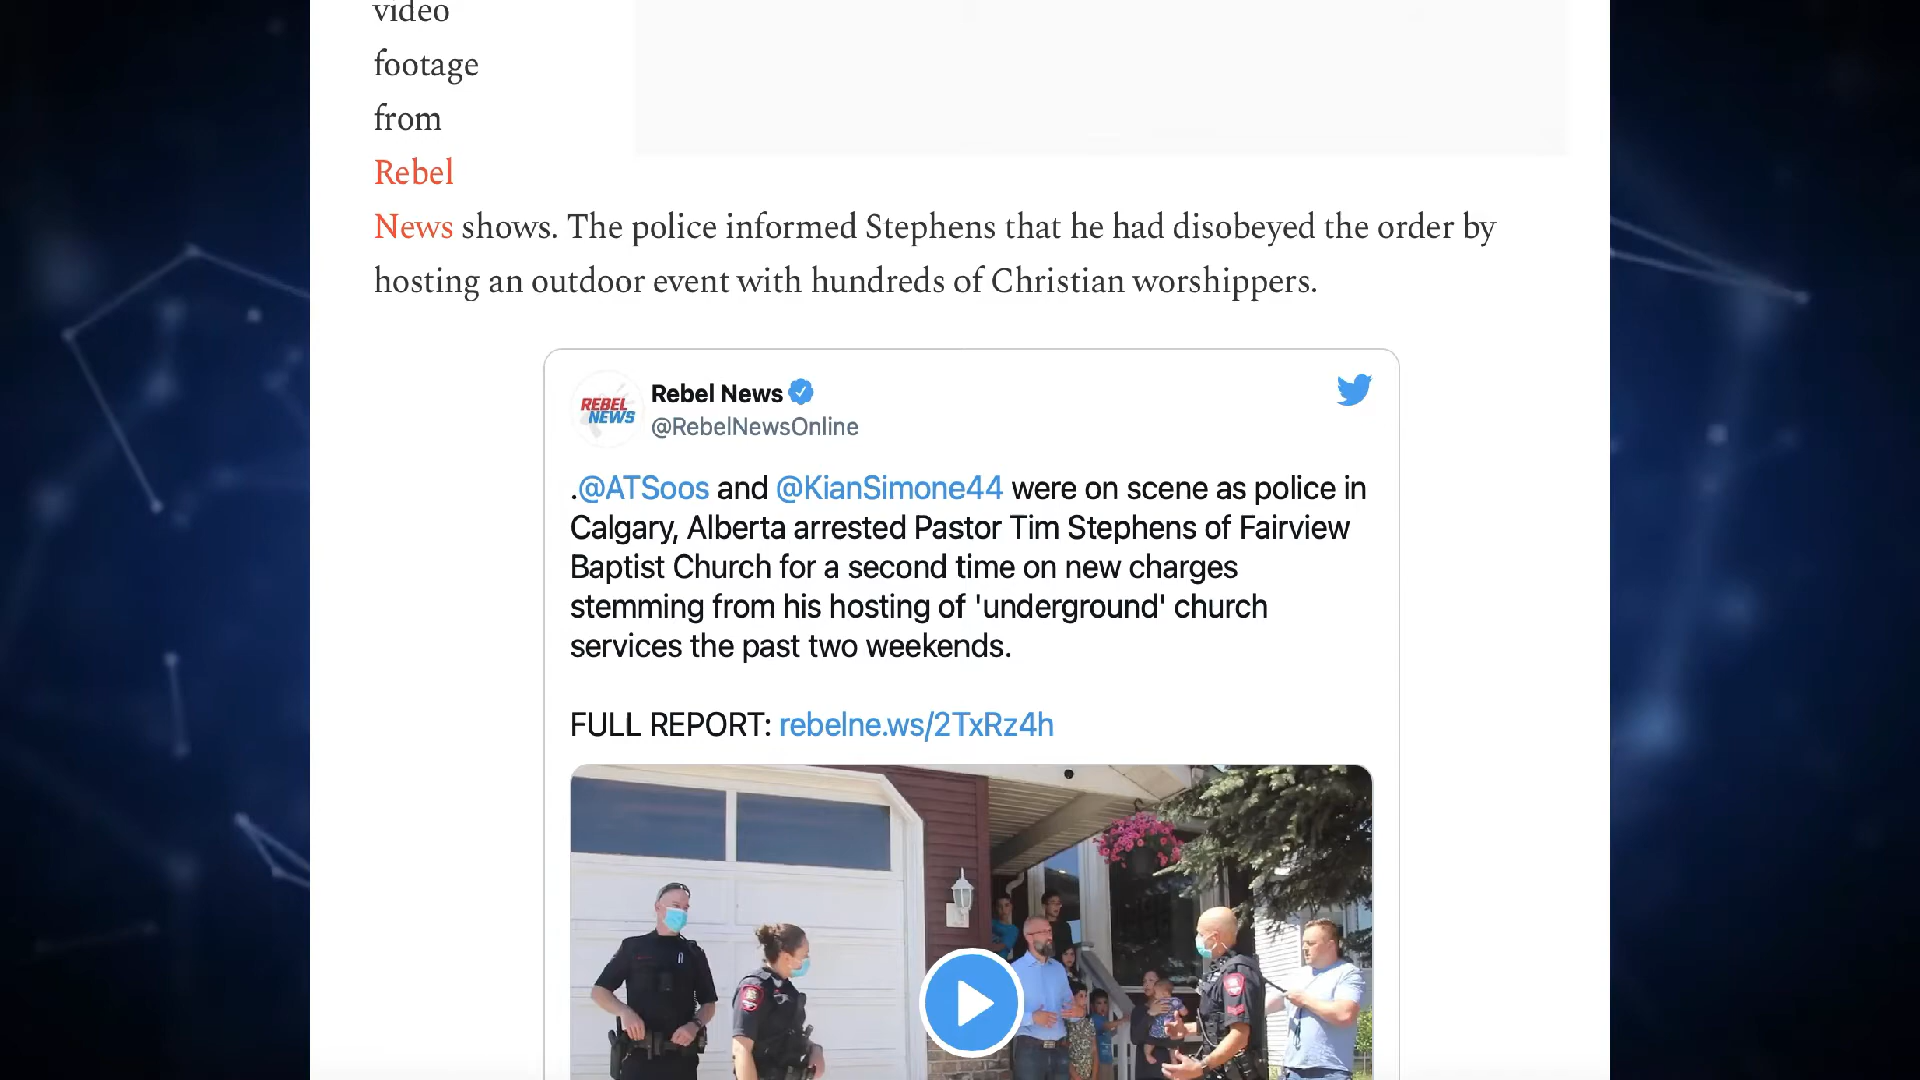 video
footage
from
Rebel
News shows. The police informed Stephens that he had disobeyed the order by
hosting an outdoor event with hundreds of Christian worshippers.
REBEL
NEWS
Rebel News
@RebelNewsOnline
.@ATSoos and @KianSimone44 were on scene as police in
Calgary, Alberta arrested Pastor Tim Stephens of Fairview
Baptist Church for a second time on new charges
stemming from his hosting of 'underground' church
services the past two weekends.
FULL REPORT: rebelne.ws/2TxRz4h